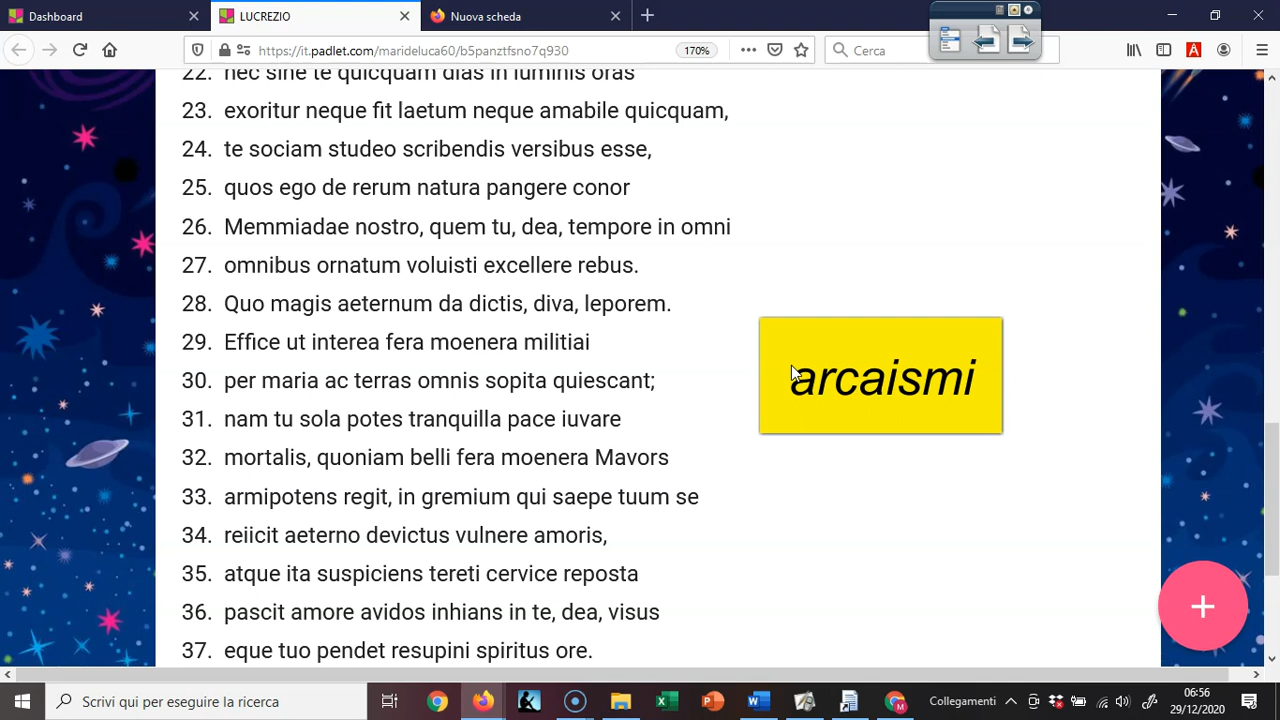 Dashboard
LUCREZIO
Nuova scheda
https://it.padlet.com/marideluca60/b5panztfsno7q930
170%
Cerca
22. nec sine te quicquam dias in luminis oras
23. exoritur neque fit laetum neque amabile quicquam,
24. te sociam studeo scribendis versibus esse,
25. quos ego de rerum natura pangere conor
26. Memmiadae nostro, quem tu, dea, tempore in omni
27. omnibus ornatum voluisti excellere rebus.
28. Quo magis aeternum da dictis, diva, leporem.
29. Effice ut interea fera moenera militiai
30. per maria ac terras omnis sopita quiescant;
31. nam tu sola potes tranquilla pace iuvare
32. mortalis, quoniam belli fera moenera Mavors
33. armipotens regit, in gremium qui saepe tuum se
34. reiicit aeterno devictus vulnere amoris,
35. atque ita suspiciens tereti cervice reposta
36. pascit amore avidos inhians in te, dea, visus
37. eque tuo pendet resupini spiritus ore.
arcaismi
Scrivi qui per eseguire la ricerca
Collegamenti
06:56
29/12/2020